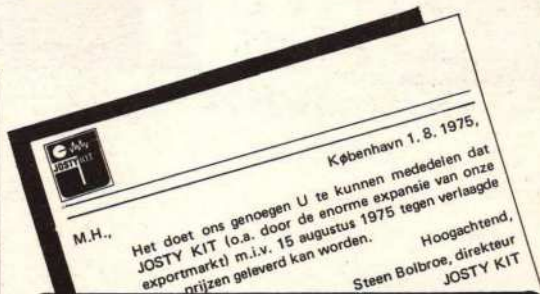 JOSTY KIT
København 1. 8. 1975,
M.H.,
Het doet ons genoegen U te kunnen mededelen dat
JOSTY KIT (o.a. door de enorme expansie van onze
exportmarkt) m.i.v. 15 augustus 1975 tegen verlaagde
prijzen geleverd kan worden.
Hoogachtend,
Steen Bolbroe, direkteur
JOSTY KIT